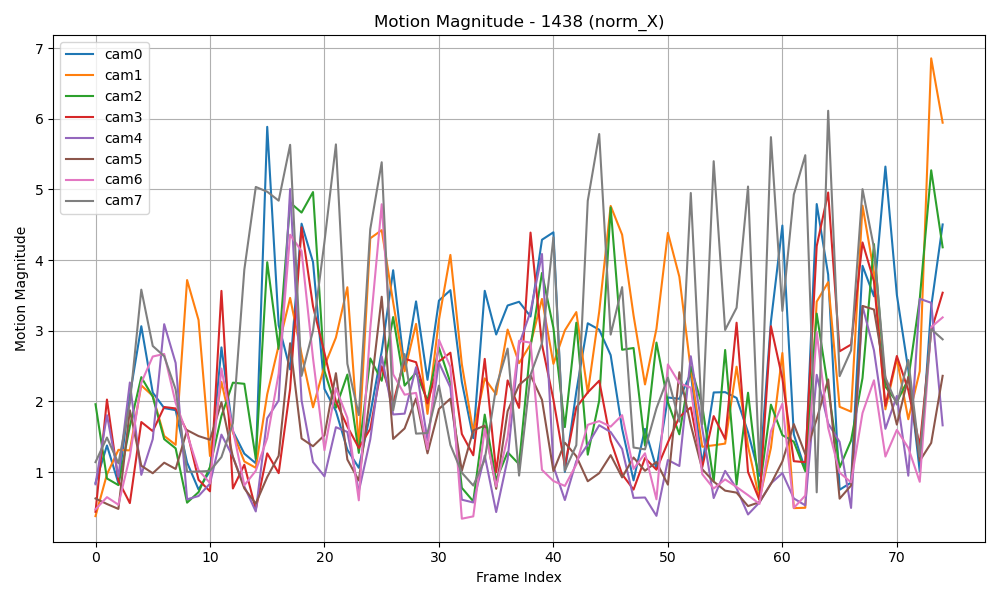 Motion Magnitude - 1438 (norm_X)
Motion Magnitude
7
6
5
4
3
2
1
cam0
cam1
cam2
cam3
cam4
cam5
cam6
cam7
0 10 20 30 40 50 60 70
Frame Index